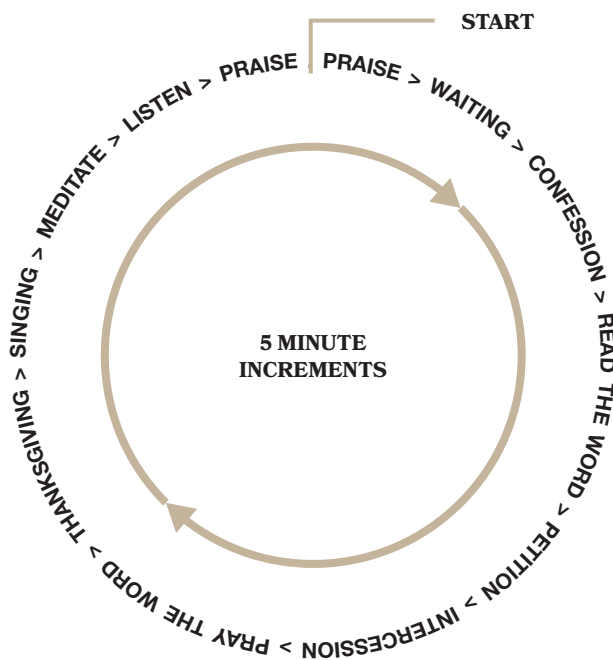 START
PRAISE > WAITING > CONFESSION > READ THE WORD > PETITION > INTERCESSION > PRAY THE WORD > THANKSGIVING > SINGING > MEDITATE > LISTEN > PRAISE
5 MINUTE
INCREMENTS